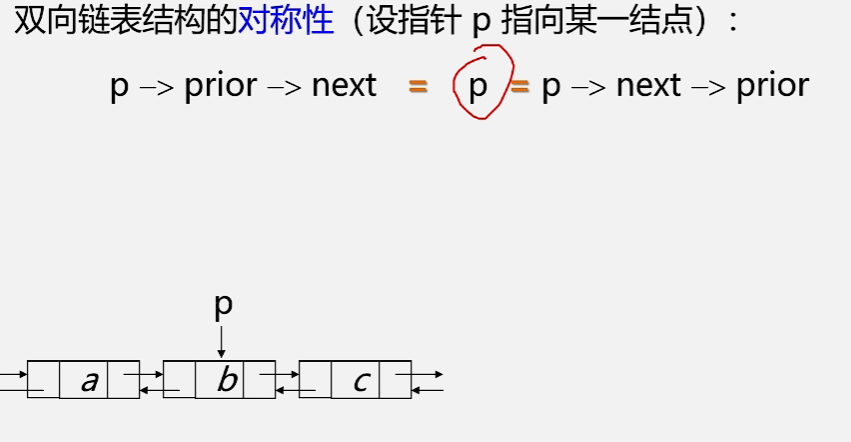 双向链表结构的对称性（设指针 p 指向某一结点）：
p –> prior –> next = p = p –> next –> prior
p
a b c